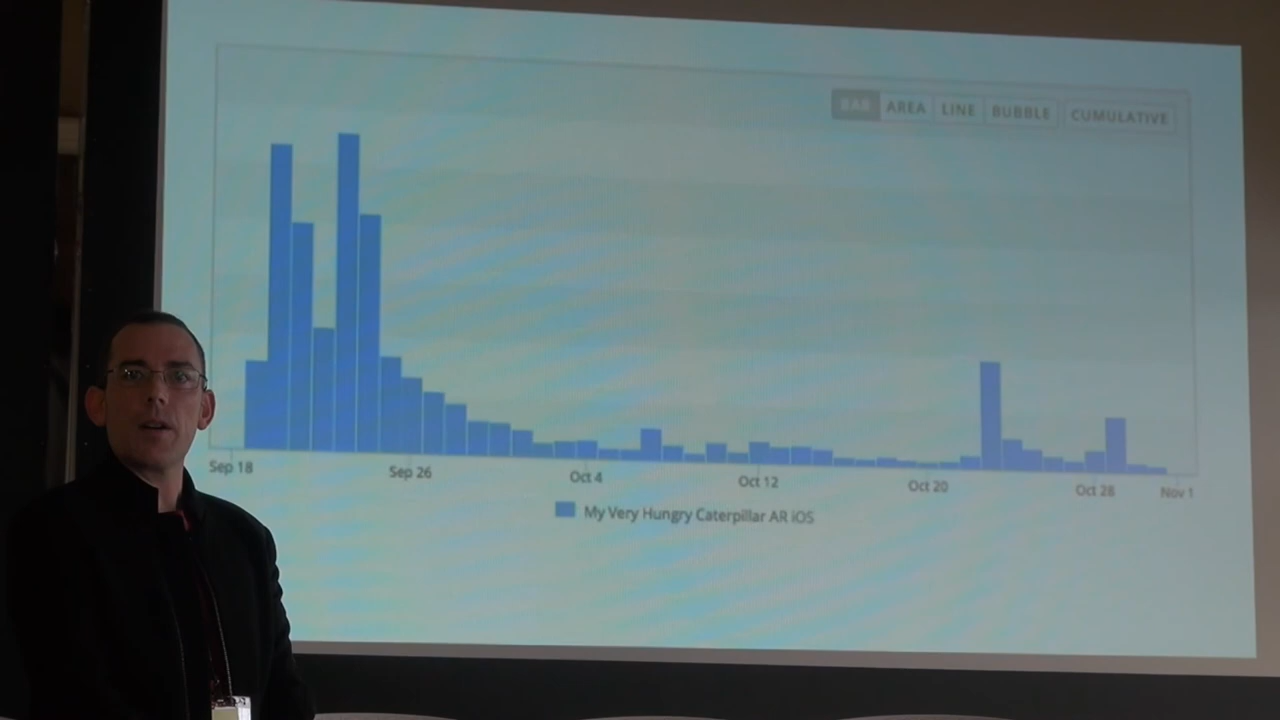 BAR AREA LINE BUBBLE CUMULATIVE
Sep 18 Sep 26 Oct 4 Oct 12 Oct 20 Oct 28 Nov 1
My Very Hungry Caterpillar AR iOS